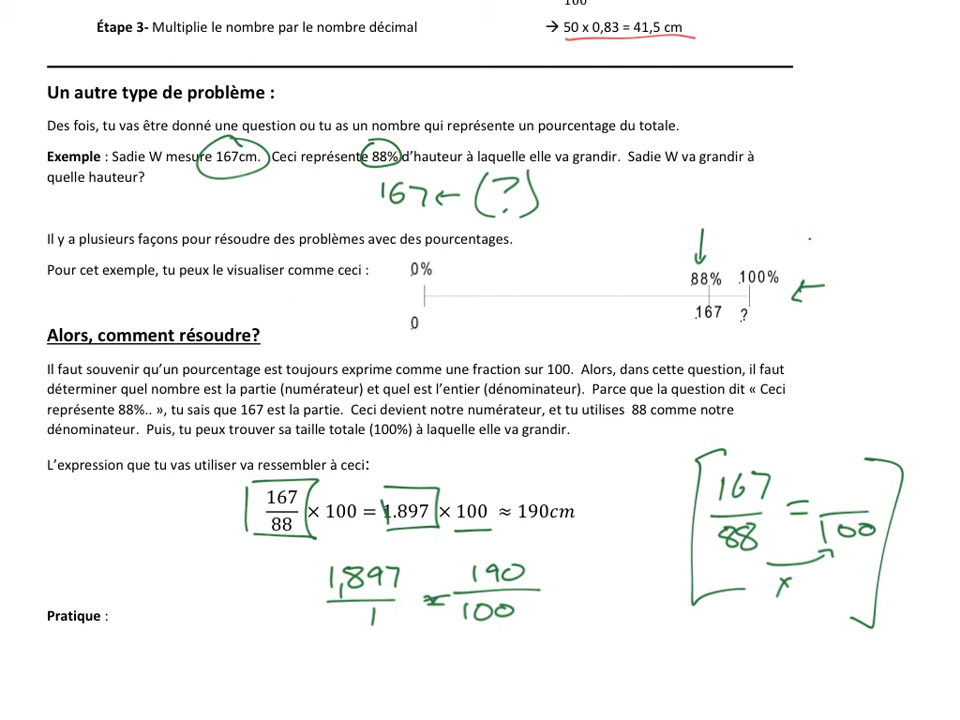 100
Étape 3- Multiplie le nombre par le nombre décimal → 50 x 0,83 = 41,5 cm
Un autre type de problème :
Des fois, tu vas être donné une question ou tu as un nombre qui représente un pourcentage du totale.
Exemple : Sadie W mesure 167cm. Ceci représente 88% d'hauteur à laquelle elle va grandir. Sadie W va grandir à
quelle hauteur?
167 ← (?)
Il y a plusieurs façons pour résoudre des problèmes avec des pourcentages.
Pour cet exemple, tu peux le visualiser comme ceci :
0% 88% 100%
0 167 ?
Alors, comment résoudre?
Il faut souvenir qu'un pourcentage est toujours exprime comme une fraction sur 100. Alors, dans cette question, il faut
déterminer quel nombre est la partie (numérateur) et quel est l'entier (dénominateur). Parce que la question dit « Ceci
représente 88%.. », tu sais que 167 est la partie. Ceci devient notre numérateur, et tu utilises 88 comme notre
dénominateur. Puis, tu peux trouver sa taille totale (100%) à laquelle elle va grandir.
L'expression que tu vas utiliser va ressembler à ceci:
167/88 × 100 = 1.897 × 100 ≈ 190cm
167/88 = /100
x
1,897/1 ≈ 190/100
Pratique :